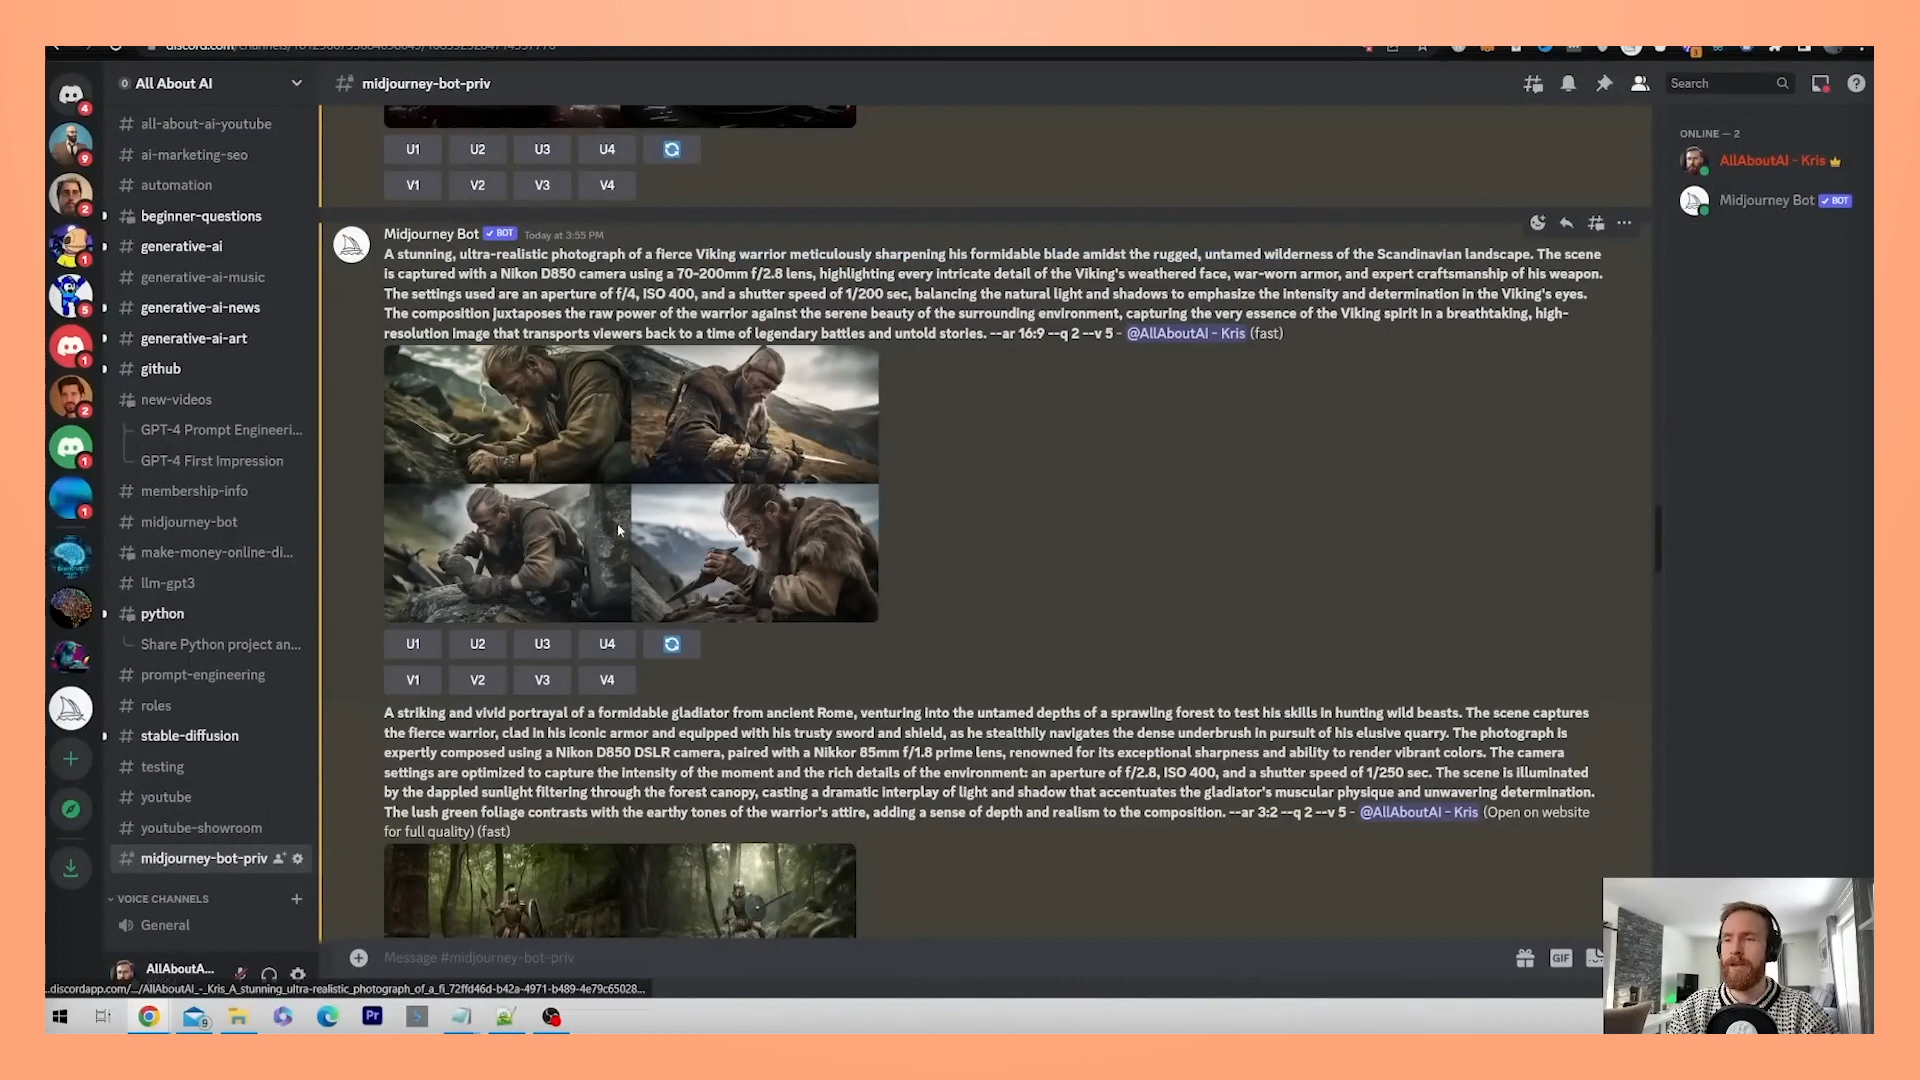 All About AI
midjourney-bot-priv
Search
4
9
2
1
5
1
2
1
1
all-about-ai-youtube
ai-marketing-seo
automation
beginner-questions
generative-ai
generative-ai-music
generative-ai-news
generative-ai-art
github
new-videos
GPT-4 Prompt Engineeri...
GPT-4 First Impression
membership-info
midjourney-bot
make-money-online-di...
llm-gpt3
python
Share Python project an...
prompt-engineering
roles
stable-diffusion
testing
youtube
youtube-showroom
midjourney-bot-priv
VOICE CHANNELS
General
AllAboutA...
U1 U2 U3 U4
V1 V2 V3 V4
Midjourney Bot BOT Today at 3:55 PM
A stunning, ultra-realistic photograph of a fierce Viking warrior meticulously sharpening his formidable blade amidst the rugged, untamed wilderness of the Scandinavian landscape. The scene
is captured with a Nikon D850 camera using a 70-200mm f/2.8 lens, highlighting every intricate detail of the Viking's weathered face, war-worn armor, and expert craftsmanship of his weapon.
The settings used are an aperture of f/4, ISO 400, and a shutter speed of 1/200 sec, balancing the natural light and shadows to emphasize the intensity and determination in the Viking's eyes.
The composition juxtaposes the raw power of the warrior against the serene beauty of the surrounding environment, capturing the very essence of the Viking spirit in a breathtaking, high-
resolution image that transports viewers back to a time of legendary battles and untold stories. --ar 16:9 --q 2 --v 5 - @AllAboutAI - Kris (fast)
U1 U2 U3 U4
V1 V2 V3 V4
A striking and vivid portrayal of a formidable gladiator from ancient Rome, venturing into the untamed depths of a sprawling forest to test his skills in hunting wild beasts. The scene captures
the fierce warrior, clad in his iconic armor and equipped with his trusty sword and shield, as he stealthily navigates the dense underbrush in pursuit of his elusive quarry. The photograph is
expertly composed using a Nikon D850 DSLR camera, paired with a Nikkor 85mm f/1.8 prime lens, renowned for its exceptional sharpness and ability to render vibrant colors. The camera
settings are optimized to capture the intensity of the moment and the rich details of the environment: an aperture of f/2.8, ISO 400, and a shutter speed of 1/250 sec. The scene is illuminated
by the dappled sunlight filtering through the forest canopy, casting a dramatic interplay of light and shadow that accentuates the gladiator's muscular physique and unwavering determination.
The lush green foliage contrasts with the earthy tones of the warrior's attire, adding a sense of depth and realism to the composition. --ar 3:2 --q 2 --v 5 - @AllAboutAI - Kris (Open on website
for full quality) (fast)
Message #midjourney-bot-priv
GIF
ONLINE — 2
AllAboutAI - Kris
Midjourney Bot BOT
..discordapp.com/.../AllAboutAI_-_Kris_A_stunning_ultra-realistic_photograph_of_a_fi_72ffd46d-b42a-4971-b489-4e79c65028...
9
Pr